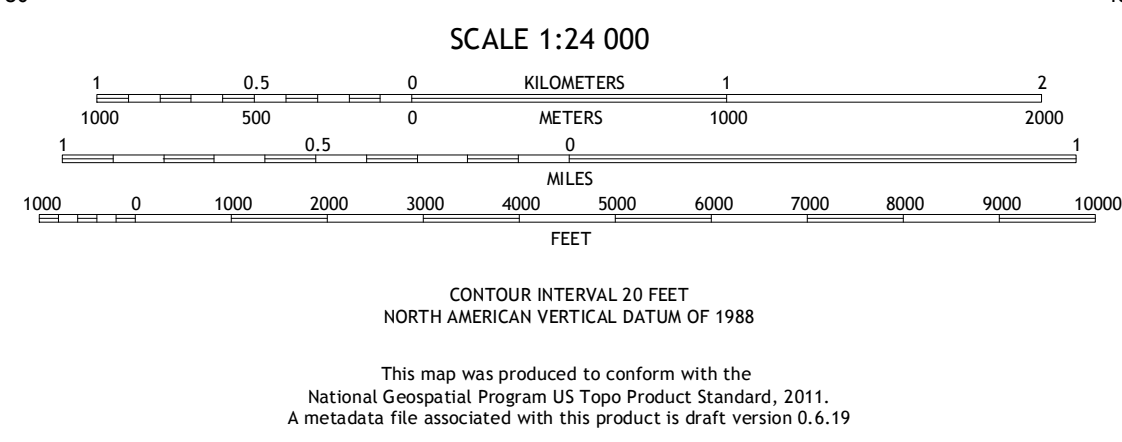 SCALE 1:24 000
1 0.5 0 KILOMETERS 1 2
1000 500 0 METERS 1000 2000
1 0.5 0 1
MILES
1000 0 1000 2000 3000 4000 5000 6000 7000 8000 9000 10000
FEET
CONTOUR INTERVAL 20 FEET
NORTH AMERICAN VERTICAL DATUM OF 1988
This map was produced to conform with the
National Geospatial Program US Topo Product Standard, 2011.
A metadata file associated with this product is draft version 0.6.19